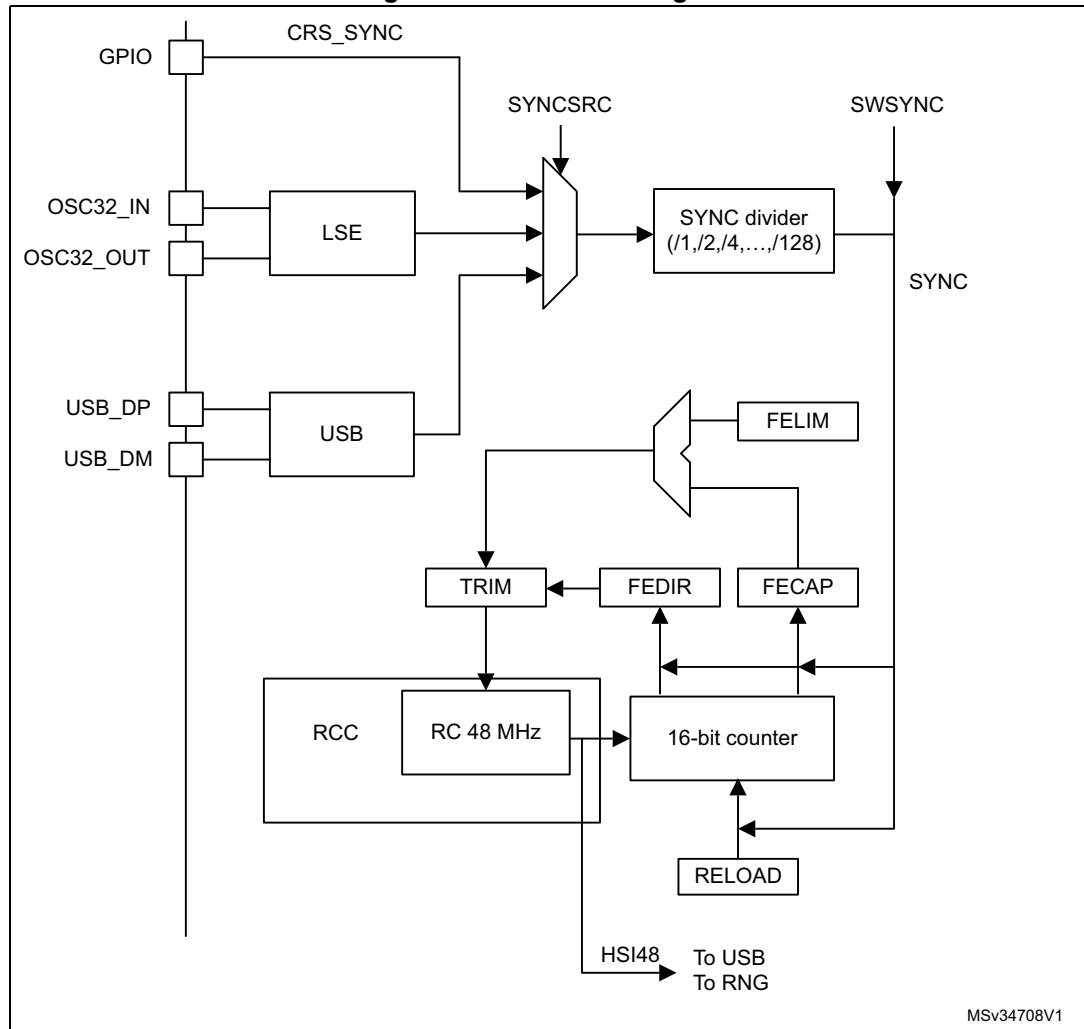 CRS_SYNC
GPIO
SYNCSRC
SWSYNC
OSC32_IN
LSE
OSC32_OUT
SYNC divider
(/1,/2,/4,…,/128)
SYNC
USB_DP
USB
USB_DM
FELIM
TRIM
FEDIR
FECAP
RCC
RC 48 MHz
16-bit counter
RELOAD
HSI48
To USB
To RNG
MSv34708V1